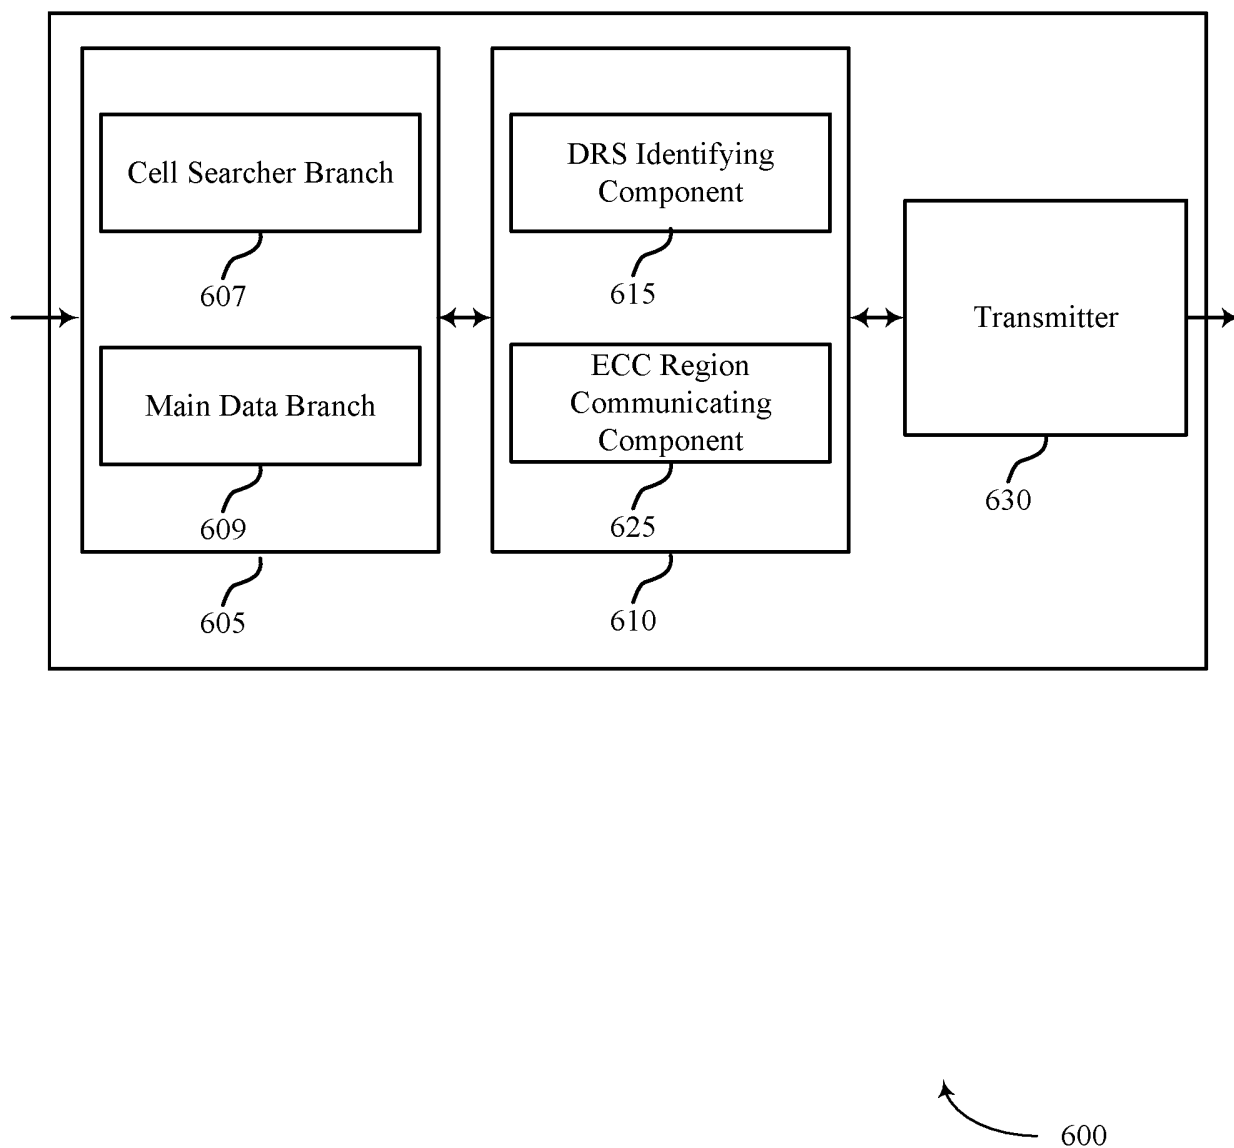 Cell Searcher Branch
607
Main Data Branch
609
605
DRS Identifying
Component
615
ECC Region
Communicating
Component
625
610
Transmitter
630
600